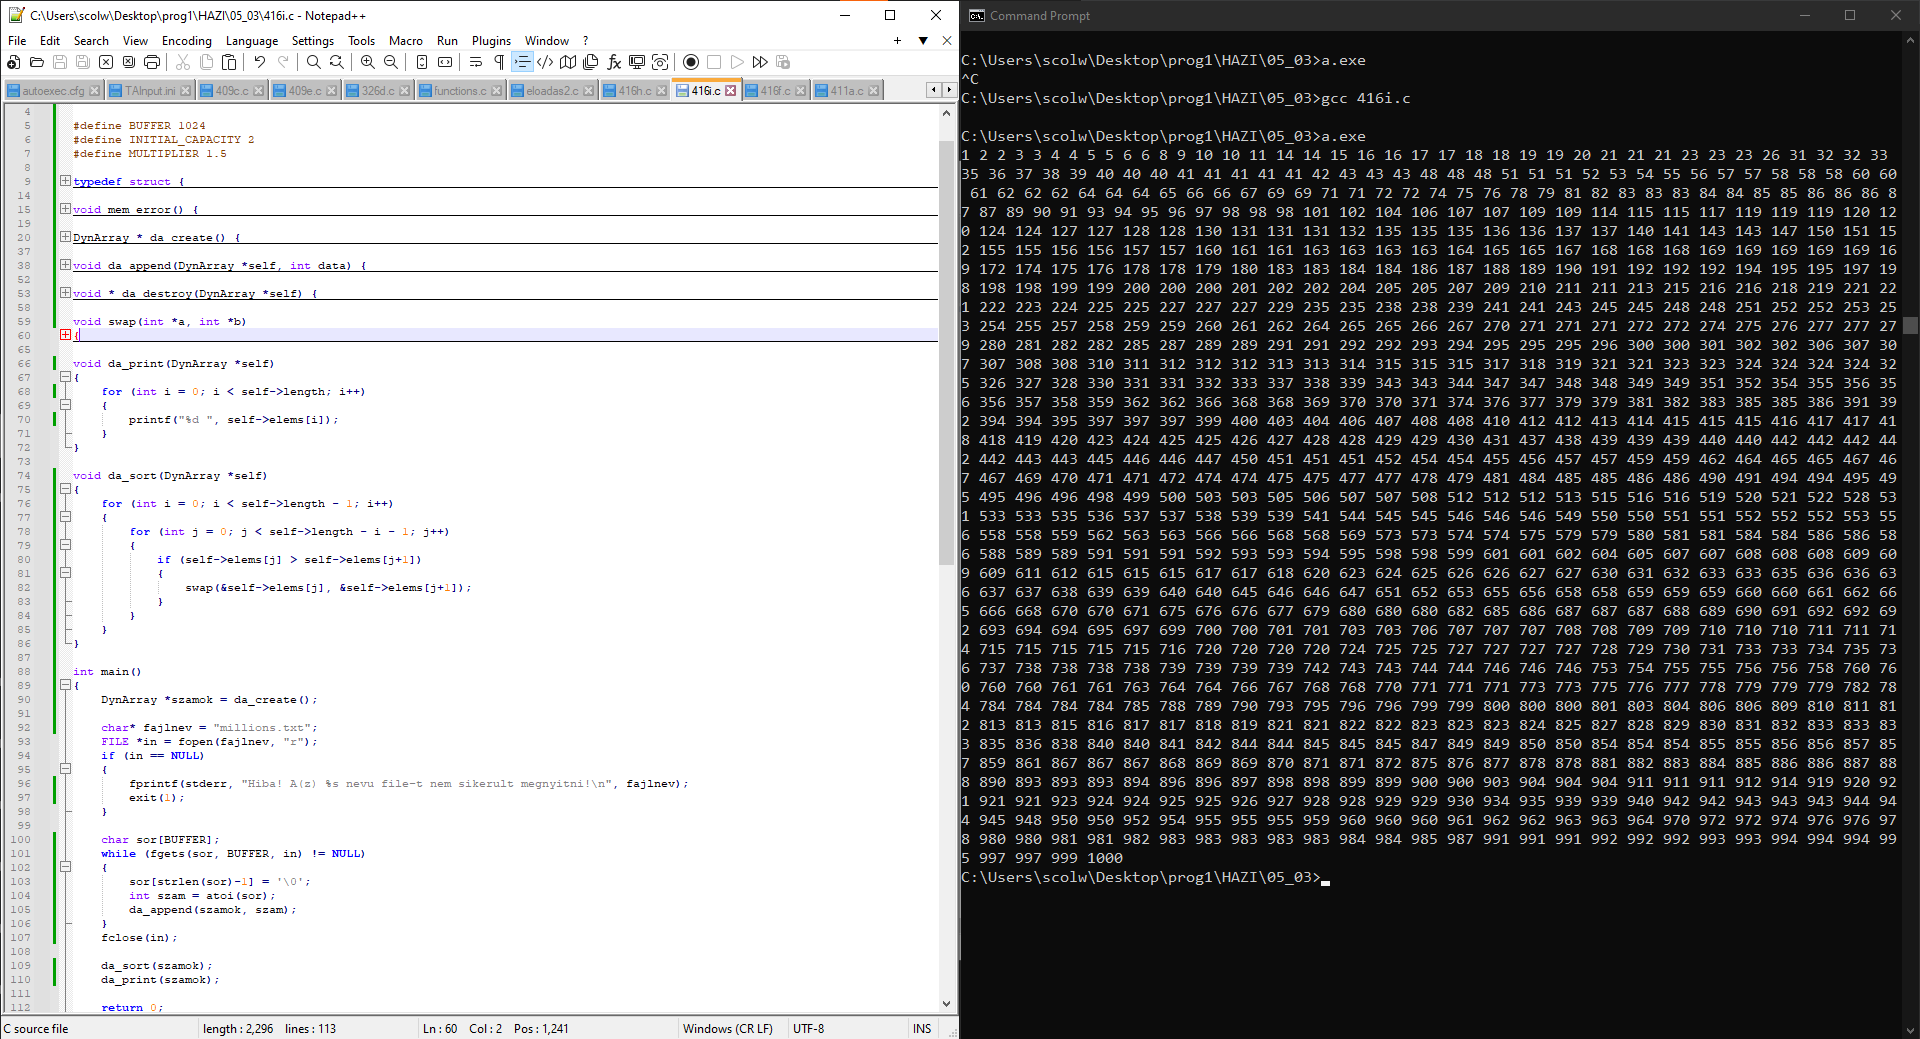 C:\Users\scolw\Desktop\prog1\HAZI\05_03\416i.c - Notepad++
File Edit Search View Encoding Language Settings Tools Macro Run Plugins Window ?
autoexec.cfg TAInput.ini 409c.c 409e.c 326d.c functions.c eloadas2.c 416h.c 416i.c 416f.c 411a.c
4
5 #define BUFFER 1024
6 #define INITIAL_CAPACITY 2
7 #define MULTIPLIER 1.5
8
9 typedef struct {
14
15 void mem_error() {
19
20 DynArray * da_create() {
37
38 void da_append(DynArray *self, int data) {
52
53 void * da_destroy(DynArray *self) {
58
59 void swap(int *a, int *b)
60 {
65
66 void da_print(DynArray *self)
67 {
68 for (int i = 0; i < self->length; i++)
69 {
70 printf("%d ", self->elems[i]);
71 }
72 }
73
74 void da_sort(DynArray *self)
75 {
76 for (int i = 0; i < self->length - 1; i++)
77 {
78 for (int j = 0; j < self->length - i - 1; j++)
79 {
80 if (self->elems[j] > self->elems[j+1])
81 {
82 swap(&self->elems[j], &self->elems[j+1]);
83 }
84 }
85 }
86 }
87
88 int main()
89 {
90 DynArray *szamok = da_create();
91
92 char* fajlnev = "millions.txt";
93 FILE *in = fopen(fajlnev, "r");
94 if (in == NULL)
95 {
96 fprintf(stderr, "Hiba! A(z) %s nevu file-t nem sikerult megnyitni!\n", fajlnev);
97 exit(1);
98 }
99
100 char sor[BUFFER];
101 while (fgets(sor, BUFFER, in) != NULL)
102 {
103 sor[strlen(sor)-1] = '\0';
104 int szam = atoi(sor);
105 da_append(szamok, szam);
106 }
107 fclose(in);
108
109 da_sort(szamok);
110 da_print(szamok);
111
112 return 0;
C source file length : 2,296 lines : 113 Ln : 60 Col : 2 Pos : 1,241 Windows (CR LF) UTF-8 INS
Command Prompt
C:\Users\scolw\Desktop\prog1\HAZI\05_03>a.exe
^C
C:\Users\scolw\Desktop\prog1\HAZI\05_03>gcc 416i.c
C:\Users\scolw\Desktop\prog1\HAZI\05_03>a.exe
1 2 2 3 3 4 4 5 5 6 6 8 9 10 10 11 14 14 15 16 16 17 17 18 18 19 19 20 21 21 21 23 23 23 26 31 32 32 33
35 36 37 38 39 40 40 40 41 41 41 41 41 42 43 43 43 48 48 48 51 51 51 52 53 54 55 56 57 57 58 58 58 60 60
61 62 62 62 64 64 64 65 66 66 67 69 69 71 71 72 72 74 75 76 78 79 81 82 83 83 83 84 84 85 85 86 86 86 8
7 87 89 90 91 93 94 95 96 97 98 98 98 101 102 104 106 107 107 109 109 114 115 115 117 119 119 119 120 12
0 124 124 127 127 128 128 130 131 131 131 132 135 135 135 136 136 137 137 140 141 143 143 147 150 151 15
2 155 155 156 156 157 157 160 161 161 163 163 163 163 164 165 165 167 168 168 168 169 169 169 169 169 16
9 172 174 175 176 178 178 179 180 183 183 184 184 186 187 188 189 190 191 192 192 192 194 195 195 197 19
8 198 198 199 199 200 200 200 201 202 202 204 205 205 207 209 210 211 211 213 215 216 216 218 219 221 22
1 222 223 224 225 225 227 227 227 229 235 235 238 238 239 241 241 243 245 245 248 248 251 252 252 253 25
3 254 255 257 258 259 259 260 261 262 264 265 265 266 267 270 271 271 271 272 272 274 275 276 277 277 27
9 280 281 282 282 285 287 289 289 291 291 292 292 293 294 295 295 295 296 300 300 301 302 302 306 307 30
7 307 308 308 310 311 312 312 312 313 313 314 315 315 315 317 318 319 321 321 323 323 324 324 324 324 32
5 326 327 328 330 331 331 332 333 337 338 339 343 343 344 347 347 348 348 349 349 351 352 354 355 356 35
6 356 357 358 359 362 362 366 368 368 369 370 370 371 374 376 377 379 379 381 382 383 385 385 386 391 39
2 394 394 395 397 397 397 399 400 403 404 406 407 408 408 410 412 412 413 414 415 415 415 416 417 417 41
8 418 419 420 423 424 425 425 426 427 428 428 429 429 430 431 437 438 439 439 439 440 440 442 442 442 44
2 442 443 443 445 446 446 447 450 451 451 451 452 454 454 455 456 457 457 459 459 462 464 465 465 467 46
7 467 469 470 471 471 472 474 474 475 475 477 477 478 479 481 484 485 485 486 486 490 491 494 494 495 49
5 495 496 496 498 499 500 503 503 505 506 507 507 508 512 512 512 513 515 516 516 519 520 521 522 528 53
1 533 533 535 536 537 537 538 539 539 541 544 545 545 546 546 546 549 550 550 551 551 552 552 552 553 55
6 558 558 559 562 563 563 566 566 568 568 569 573 573 574 574 575 579 579 580 581 581 584 584 586 586 58
6 588 589 589 591 591 591 592 593 593 594 595 598 598 599 601 601 602 604 605 607 607 608 608 608 609 60
9 609 611 612 615 615 615 617 617 618 620 623 624 625 626 626 627 627 630 631 632 633 633 635 636 636 63
6 637 637 638 639 639 640 640 645 646 646 647 651 652 653 655 656 658 658 659 659 659 660 660 661 662 66
5 666 668 670 670 671 675 676 676 677 679 680 680 680 682 685 686 687 687 687 688 689 690 691 692 692 69
2 693 694 694 695 697 699 700 700 701 701 703 703 706 707 707 707 708 708 709 709 710 710 710 711 711 71
4 715 715 715 715 715 716 720 720 720 720 724 725 725 727 727 727 727 728 729 730 731 733 733 734 735 73
6 737 738 738 738 738 739 739 739 739 742 743 743 744 744 746 746 746 753 754 755 755 756 756 758 760 76
0 760 760 761 761 763 764 764 766 767 768 768 770 771 771 771 773 773 775 776 777 778 779 779 779 782 78
4 784 784 784 784 785 788 789 790 793 795 796 796 799 799 800 800 800 801 803 804 806 806 809 810 811 81
2 813 813 815 816 817 817 818 819 821 821 822 822 823 823 823 824 825 827 828 829 830 831 832 833 833 83
3 835 836 838 840 840 841 842 844 844 845 845 845 847 849 849 850 850 854 854 854 855 855 856 856 857 85
7 859 861 867 867 867 868 869 869 870 871 871 872 875 876 877 878 878 881 882 883 884 885 886 886 887 88
8 890 893 893 893 894 896 896 897 898 898 899 899 900 900 903 904 904 904 911 911 911 912 914 919 920 92
1 921 921 923 924 924 925 925 926 927 928 928 929 929 930 934 935 939 939 940 942 942 943 943 943 944 94
4 945 948 950 950 952 954 955 955 955 959 960 960 960 961 962 962 963 963 964 970 972 972 974 976 976 97
8 980 980 981 981 982 983 983 983 983 983 984 984 985 987 991 991 991 992 992 992 993 993 994 994 994 99
5 997 997 999 1000
C:\Users\scolw\Desktop\prog1\HAZI\05_03>